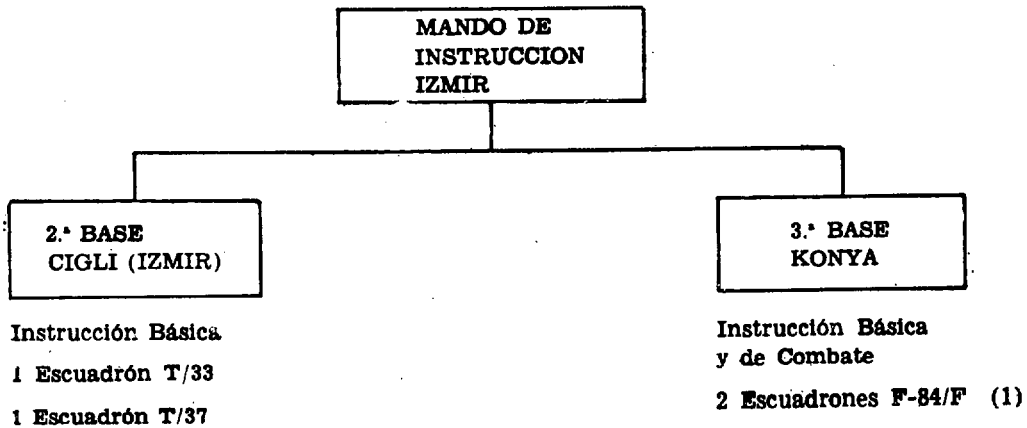 MANDO DE
INSTRUCCION
IZMIR
2.ª BASE
CIGLI (IZMIR)
Instrucción Básica
1 Escuadrón T/33
1 Escuadrón T/37
3.ª BASE
KONYA
Instrucción Básica
y de Combate
2 Escuadrones F-84/F (1)